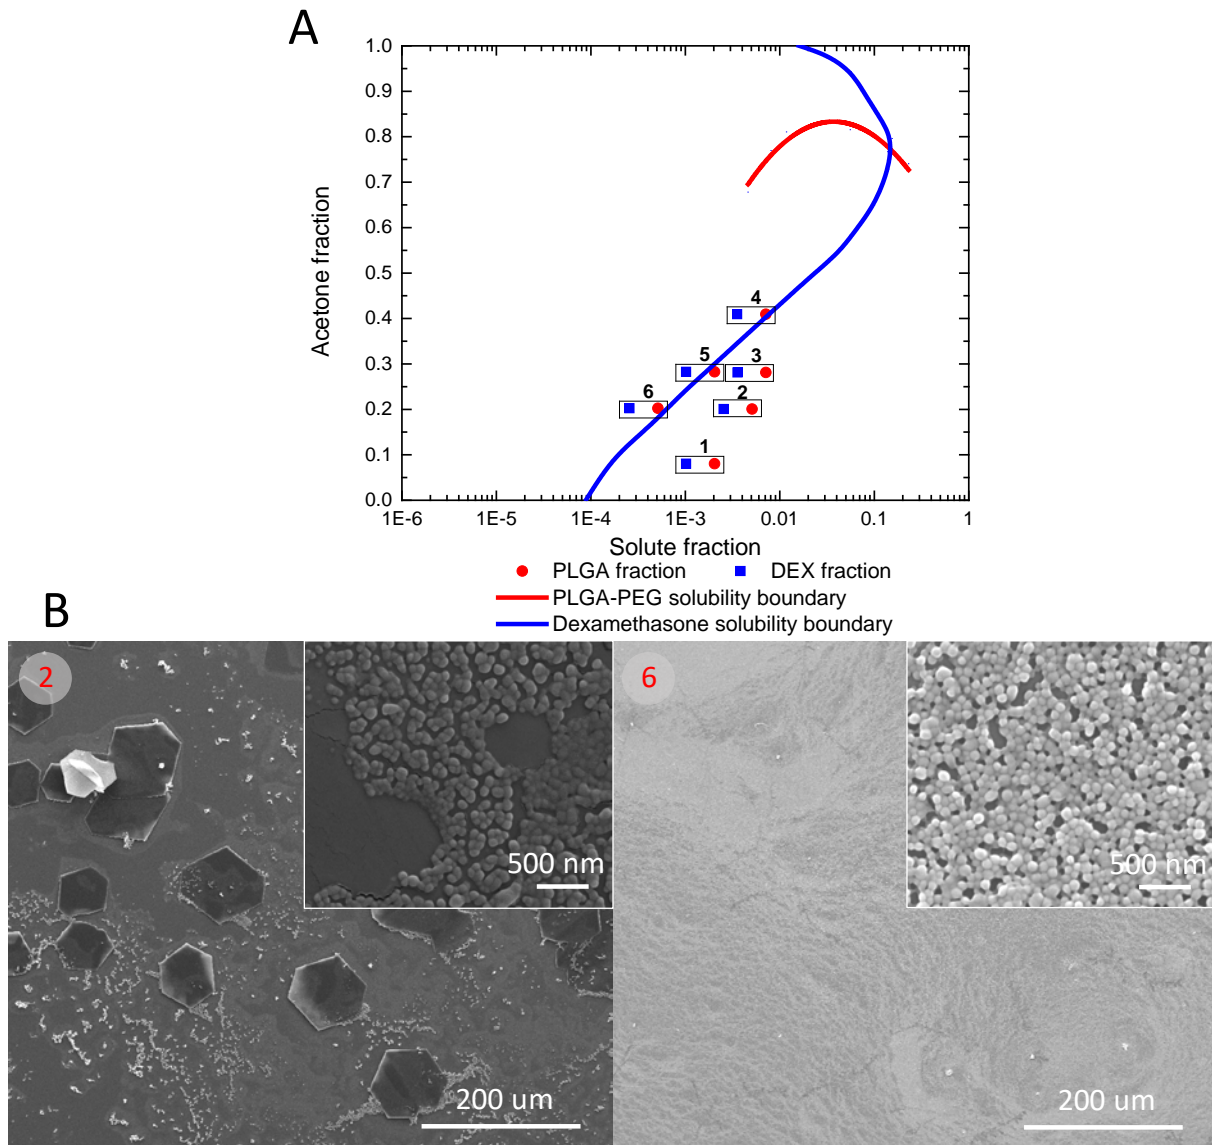 A
1.0
0.9
0.8
0.7
0.6
0.5
0.4
0.3
0.2
0.1
0.0
Acetone fraction
4
5 3
6 2
1
1E-6 1E-5 1E-4 1E-3 0.01 0.1 1
Solute fraction
PLGA fraction DEX fraction
PLGA-PEG solubility boundary
Dexamethasone solubility boundary
B
2
500 nm
200 um
6
500 nm
200 um